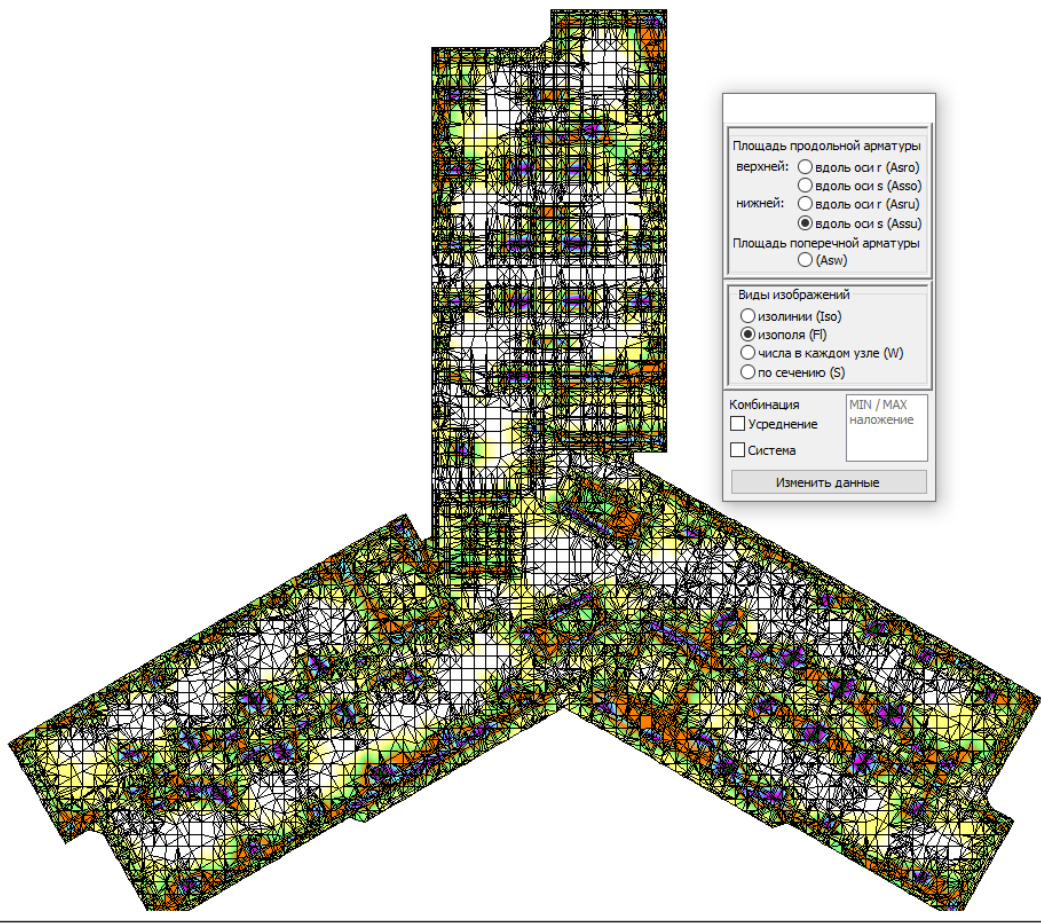 Площадь продольной арматуры
верхней: вдоль оси r (Asro)
вдоль оси s (Asso)
нижней: вдоль оси r (Asru)
вдоль оси s (Assu)
Площадь поперечной арматуры
(Asw)
Виды изображений
изолинии (Iso)
изополя (Fl)
числа в каждом узле (W)
по сечению (S)
Комбинация
Усреднение
Система
MIN / MAX
наложение
Изменить данные